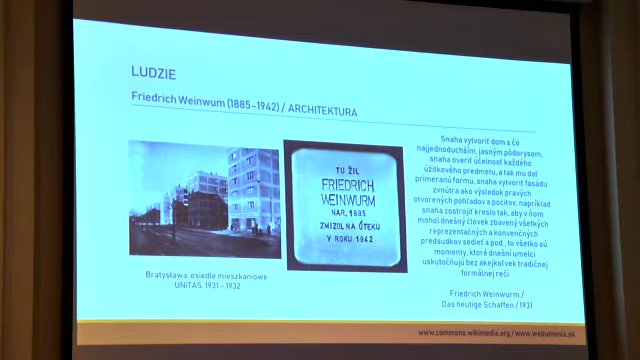 LUDZIE
Friedrich Weinwum (1885–1942) / ARCHITEKTURA
TU ŽIL
FRIEDRICH
WEINWURM
NAR. 1885
ZMIZOL NA ÚTEKU
V ROKU 1942
Bratysława, osiedle mieszkaniowe
UNITAS, 1931 – 1932
Snaha vytvoriť dom s čo
najjednoduchším, jasným pôdorysom,
snaha overiť účelnosť každého
úžitkového predmetu, a tak mu dať
primeranú formu, snaha vytvoriť fasádu
zvnútra ako výsledok pravých
otvorených pohľadov a pocitov, napríklad
snaha zostrojiť kreslo tak, aby v ňom
mohol dnešný človek zbavený všetkých
reprezentačných a konvenčných
predsudkov sedieť a pod., to všetko sú
momenty, ktoré dnešní umelci
uskutočňujú bez akejkoľvek tradičnej
formálnej reči.
Friedrich Weinwurm /
Das heutige Schaffen / 1931
www.commons.wikimedia.org / www.webumenia.sk